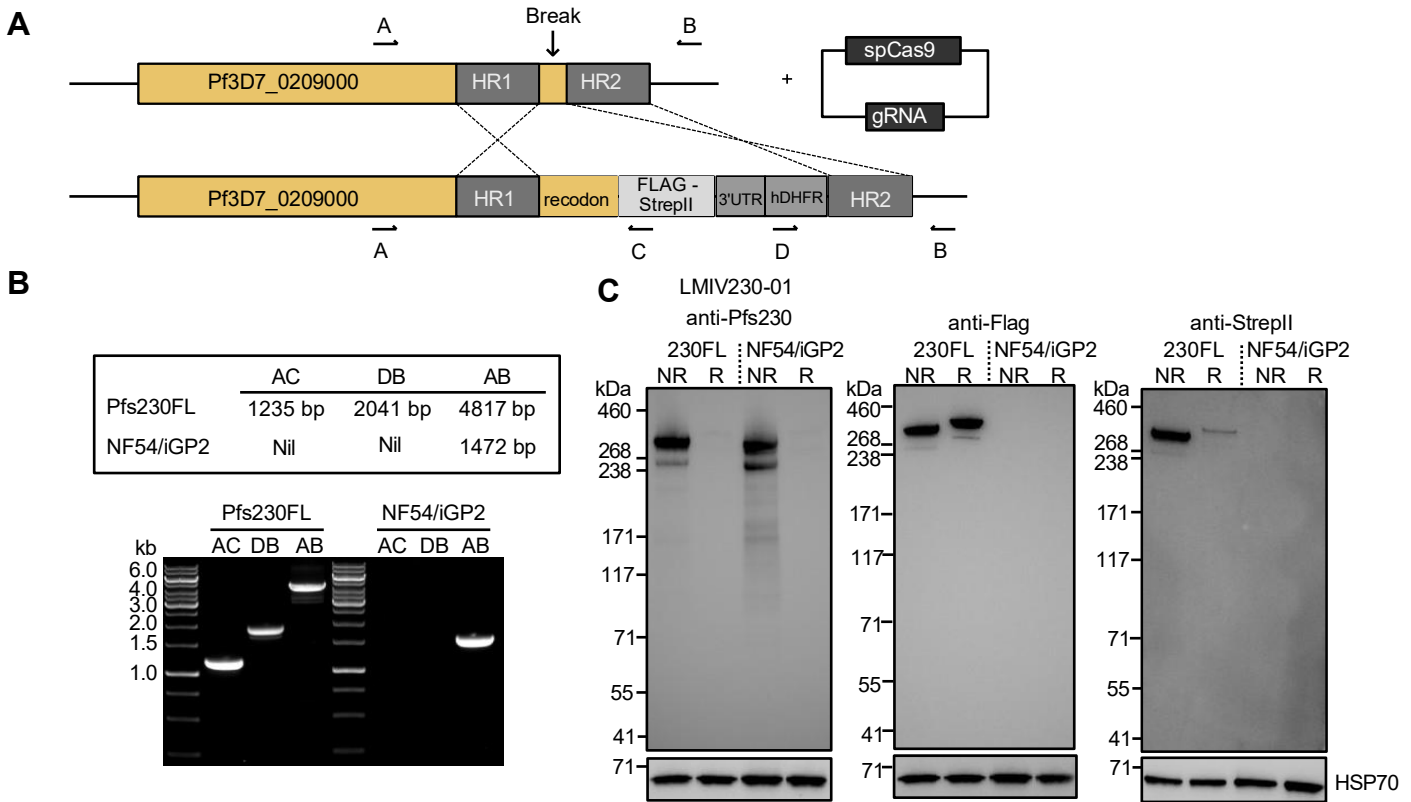 A
A Break B
Pf3D7_0209000 HR1 HR2 + spCas9
gRNA
Pf3D7_0209000 HR1 recodon FLAG - StrepII 3'UTR hDHFR HR2
A C D B
B
AC DB AB
Pfs230FL 1235 bp 2041 bp 4817 bp
NF54/iGP2 Nil Nil 1472 bp
Pfs230FL NF54/iGP2
kb AC DB AB AC DB AB
6.0
4.0
3.0
2.0
1.5
1.0
C
LMIV230-01
anti-Pfs230
230FL NF54/iGP2
kDa NR R NR R
460
268
238
171
117
71
55
41
71
anti-Flag
230FL NF54/iGP2
kDa NR R NR R
460
268
238
171
117
71
55
41
71
anti-StrepII
230FL NF54/iGP2
kDa NR R NR R
460
268
238
171
117
71
55
41
71
HSP70